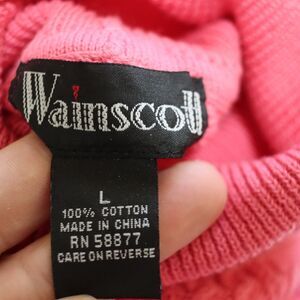 Wainscott
L
100% COTTON
MADE IN CHINA
RN 58877
CARE ON REVERSE